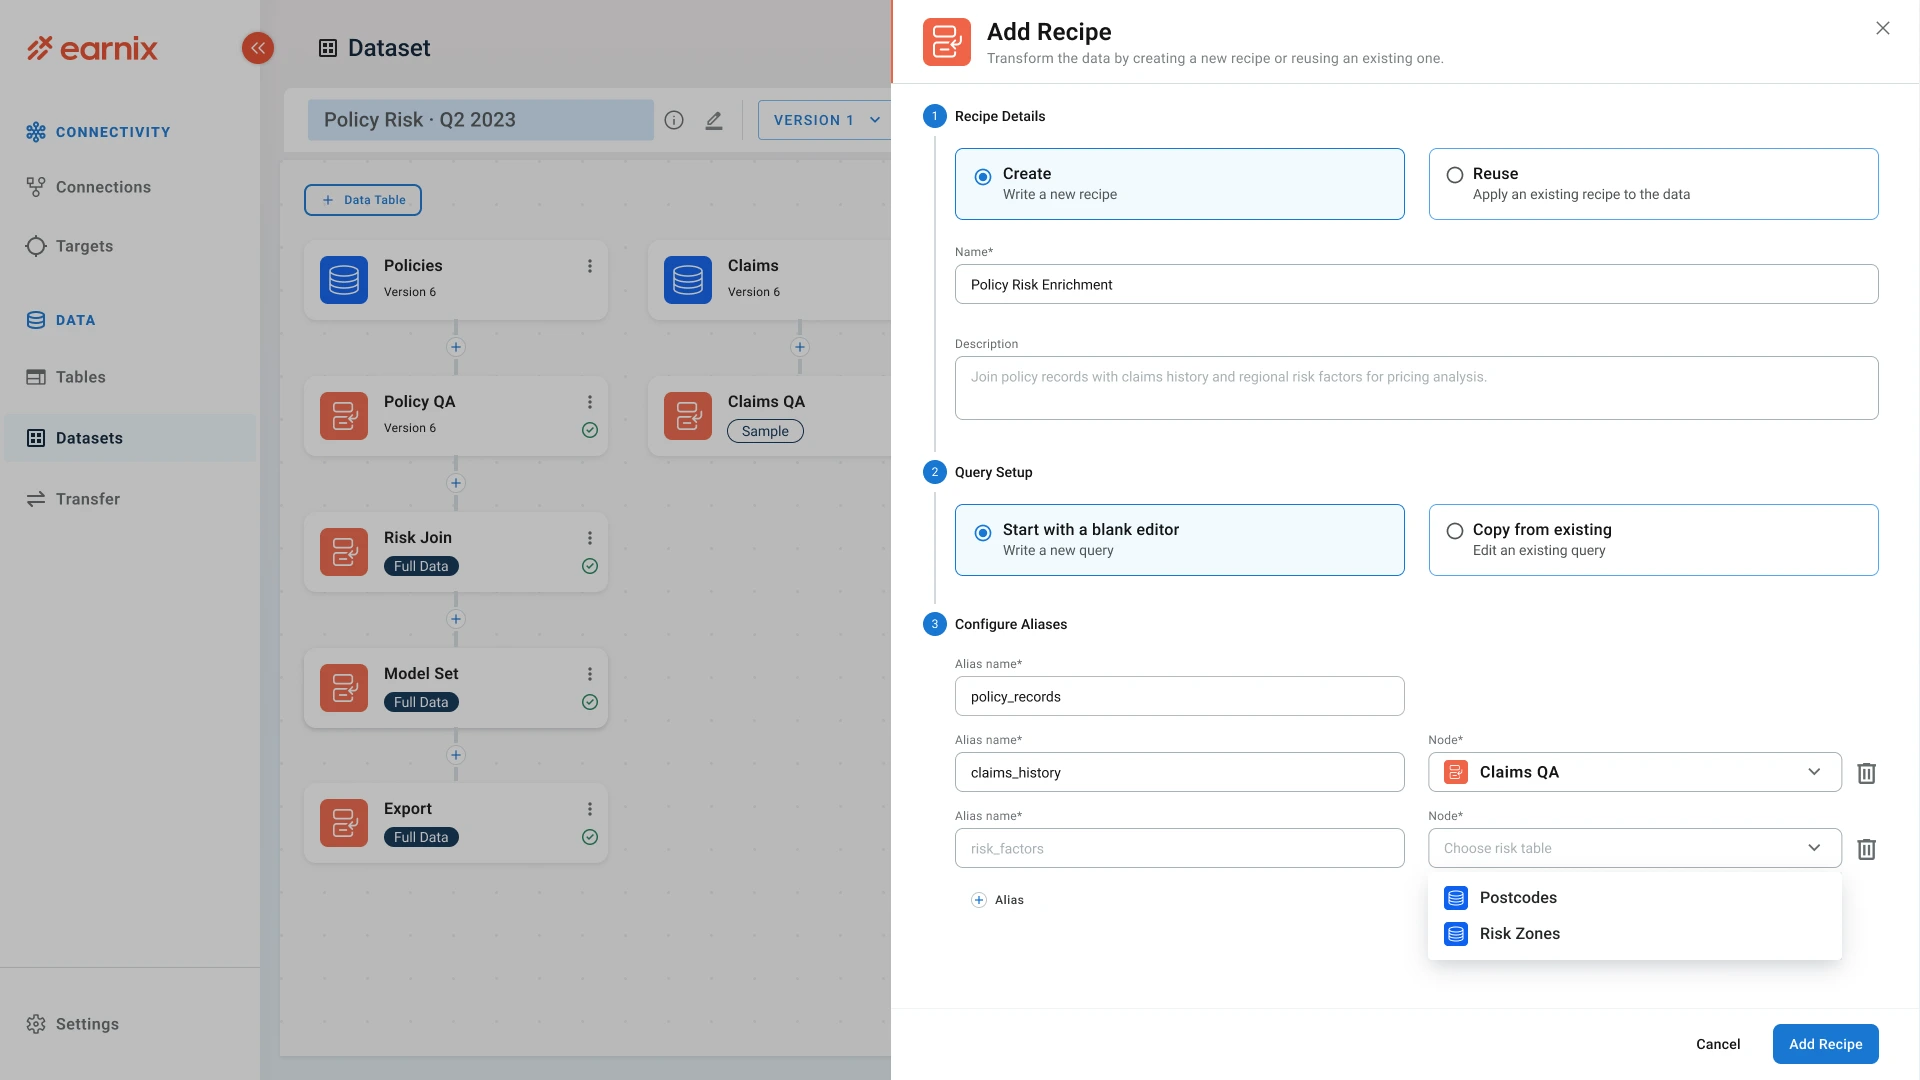 earnix
CONNECTIVITY
Connections
Targets
DATA
Tables
Datasets
Transfer
Settings
Dataset
Policy Risk · Q2 2023
VERSION 1
Data Table
Policies
Version 6
Claims
Version 6
Policy QA
Version 6
Claims QA
Sample
Risk Join
Full Data
Model Set
Full Data
Export
Full Data
Add Recipe
Transform the data by creating a new recipe or reusing an existing one.
1 Recipe Details
Create
Write a new recipe
Reuse
Apply an existing recipe to the data
Name*
Policy Risk Enrichment
Description
Join policy records with claims history and regional risk factors for pricing analysis.
2 Query Setup
Start with a blank editor
Write a new query
Copy from existing
Edit an existing query
3 Configure Aliases
Alias name*
policy_records
Alias name*
claims_history
Node*
Claims QA
Alias name*
risk_factors
Node*
Choose risk table
Postcodes
Risk Zones
Alias
Cancel
Add Recipe